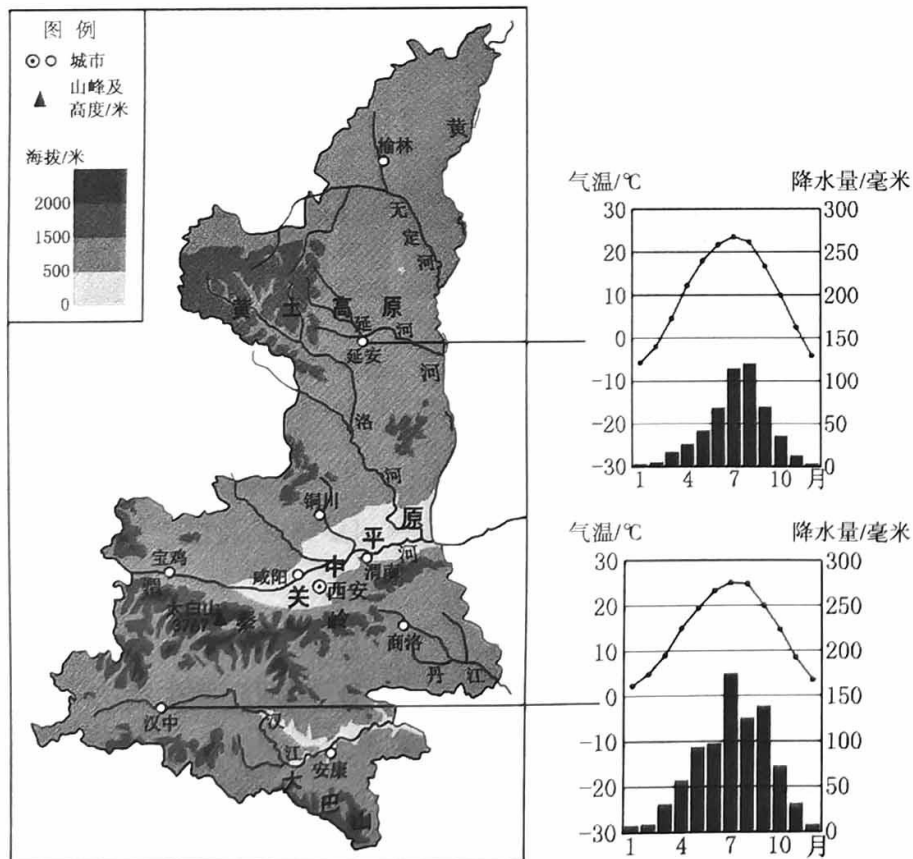 图 例
城市
山峰及
高度/米
海拔/米
2000
1500
500
0
黄
榆林
无
定
河
黄 土 高 原
延 河
延安
河
洛
河
铜川
关 中 平 原
宝鸡
咸阳
渭南
河
渭
西安
太白山
3767
秦 岭
商洛
丹 江
汉中
汉
江
安康
大
巴
山
气温/℃ 降水量/毫米
30 300
20 250
10 200
0 150
-10 100
-20 50
-30 0
1 4 7 10 月
气温/℃ 降水量/毫米
30 300
20 250
10 200
0 150
-10 100
-20 50
-30 0
1 4 7 10 月